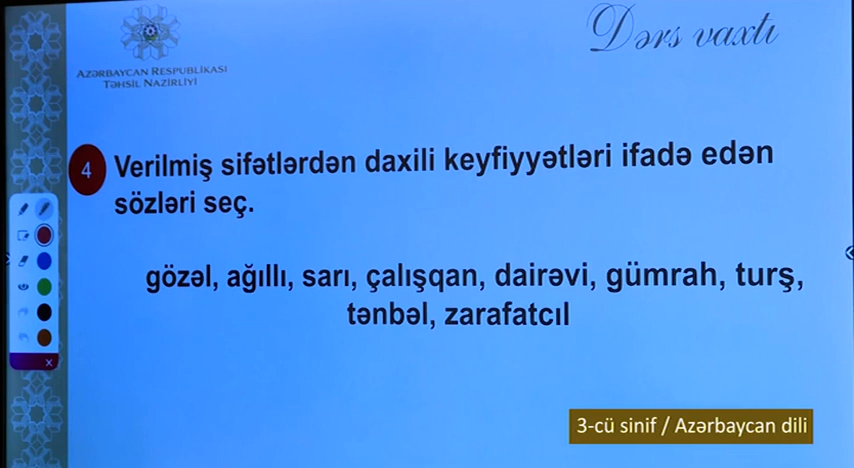 Dərs vaxtı
AZƏRBAYCAN RESPUBLİKASI
TƏHSİL NAZİRLİYİ
4 Verilmiş sifətlərdən daxili keyfiyyətləri ifadə edən
sözləri seç.
gözəl, ağıllı, sarı, çalışqan, dairəvi, gümrah, turş,
tənbəl, zarafatcıl
3-cü sinif / Azərbaycan dili